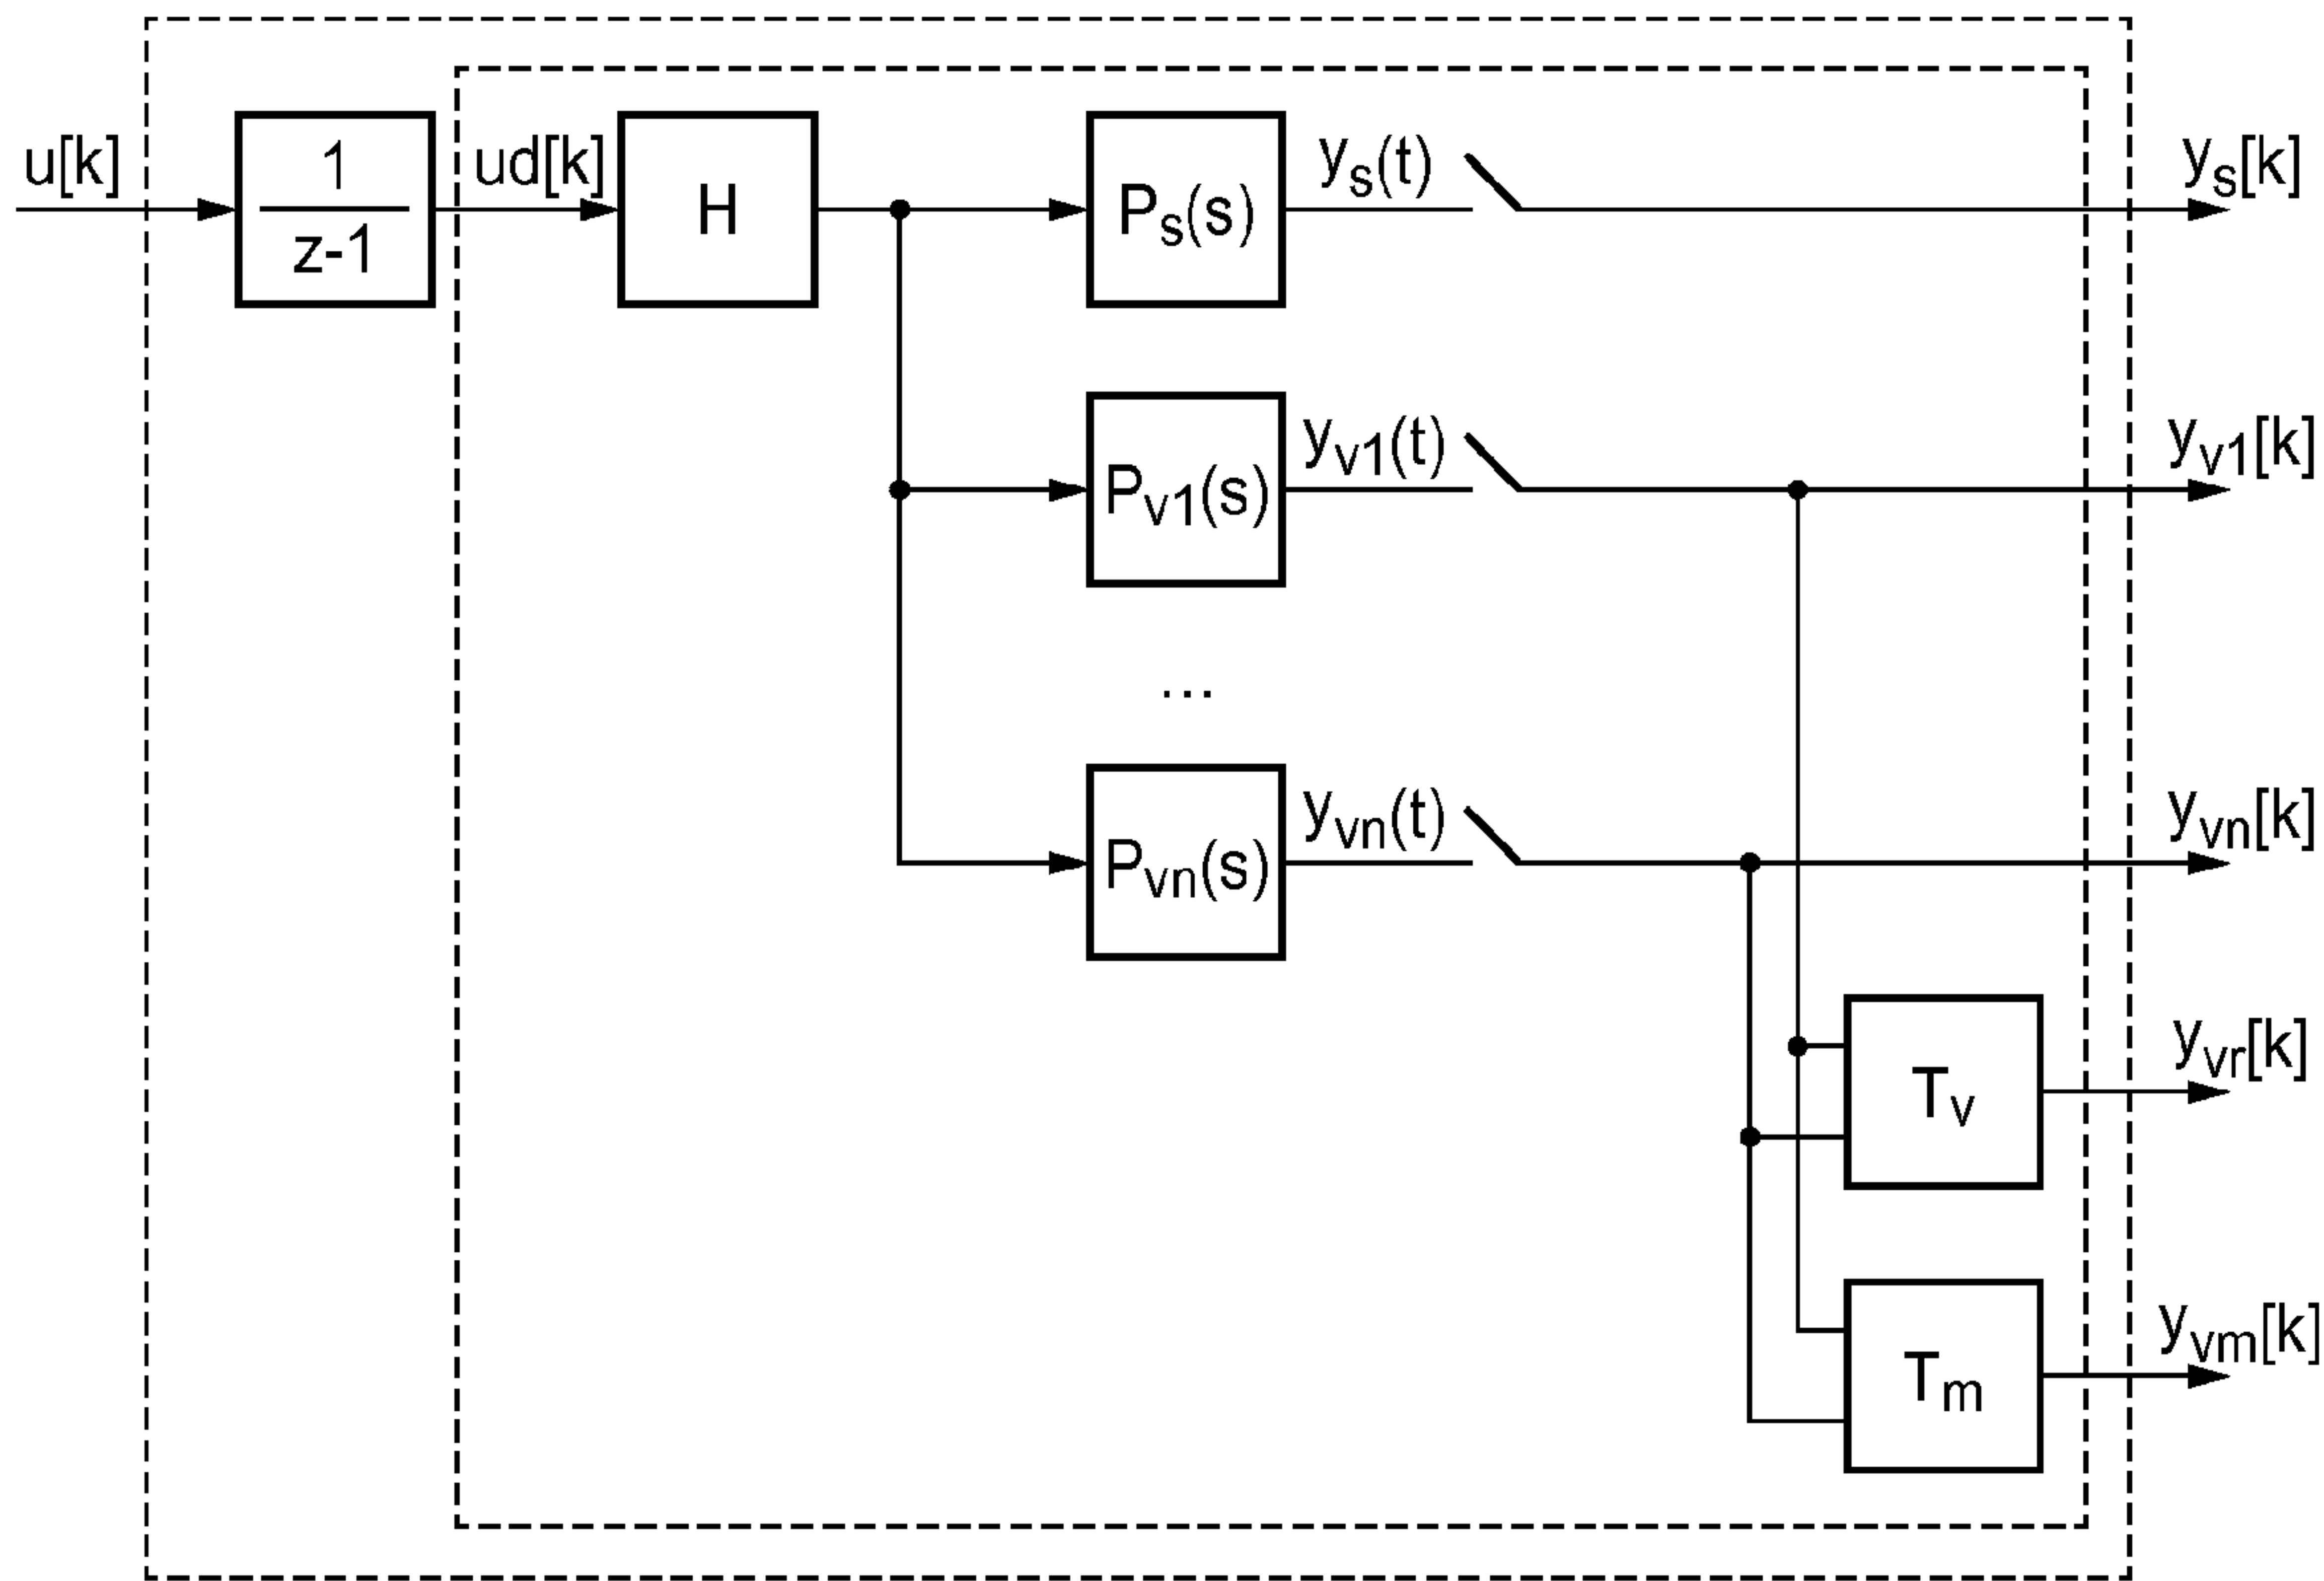 u[k]
1
z-1
ud[k]
H
Ps(s)
ys(t)
ys[k]
Pv1(s)
yv1(t)
yv1[k]
...
Pvn(s)
yvn(t)
yvn[k]
Tv
yvr[k]
Tm
yvm[k]